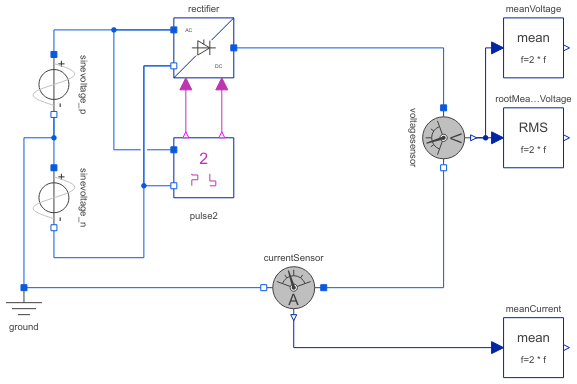 rectifier
meanVoltage
AC
DC
mean
f=2 * f
sinevoltage_p
+
-
rootMea...Voltage
RMS
f=2 * f
voltagesensor
V
2
pulse2
sinevoltage_n
+
-
currentSensor
A
ground
meanCurrent
mean
f=2 * f